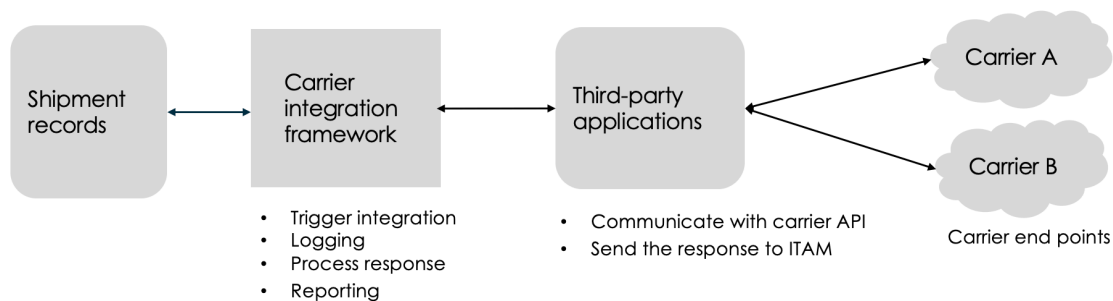 Shipment
records
Carrier
integration
framework
• Trigger integration
• Logging
• Process response
• Reporting
Third-party
applications
• Communicate with carrier API
• Send the response to ITAM
Carrier A
Carrier B
Carrier end points